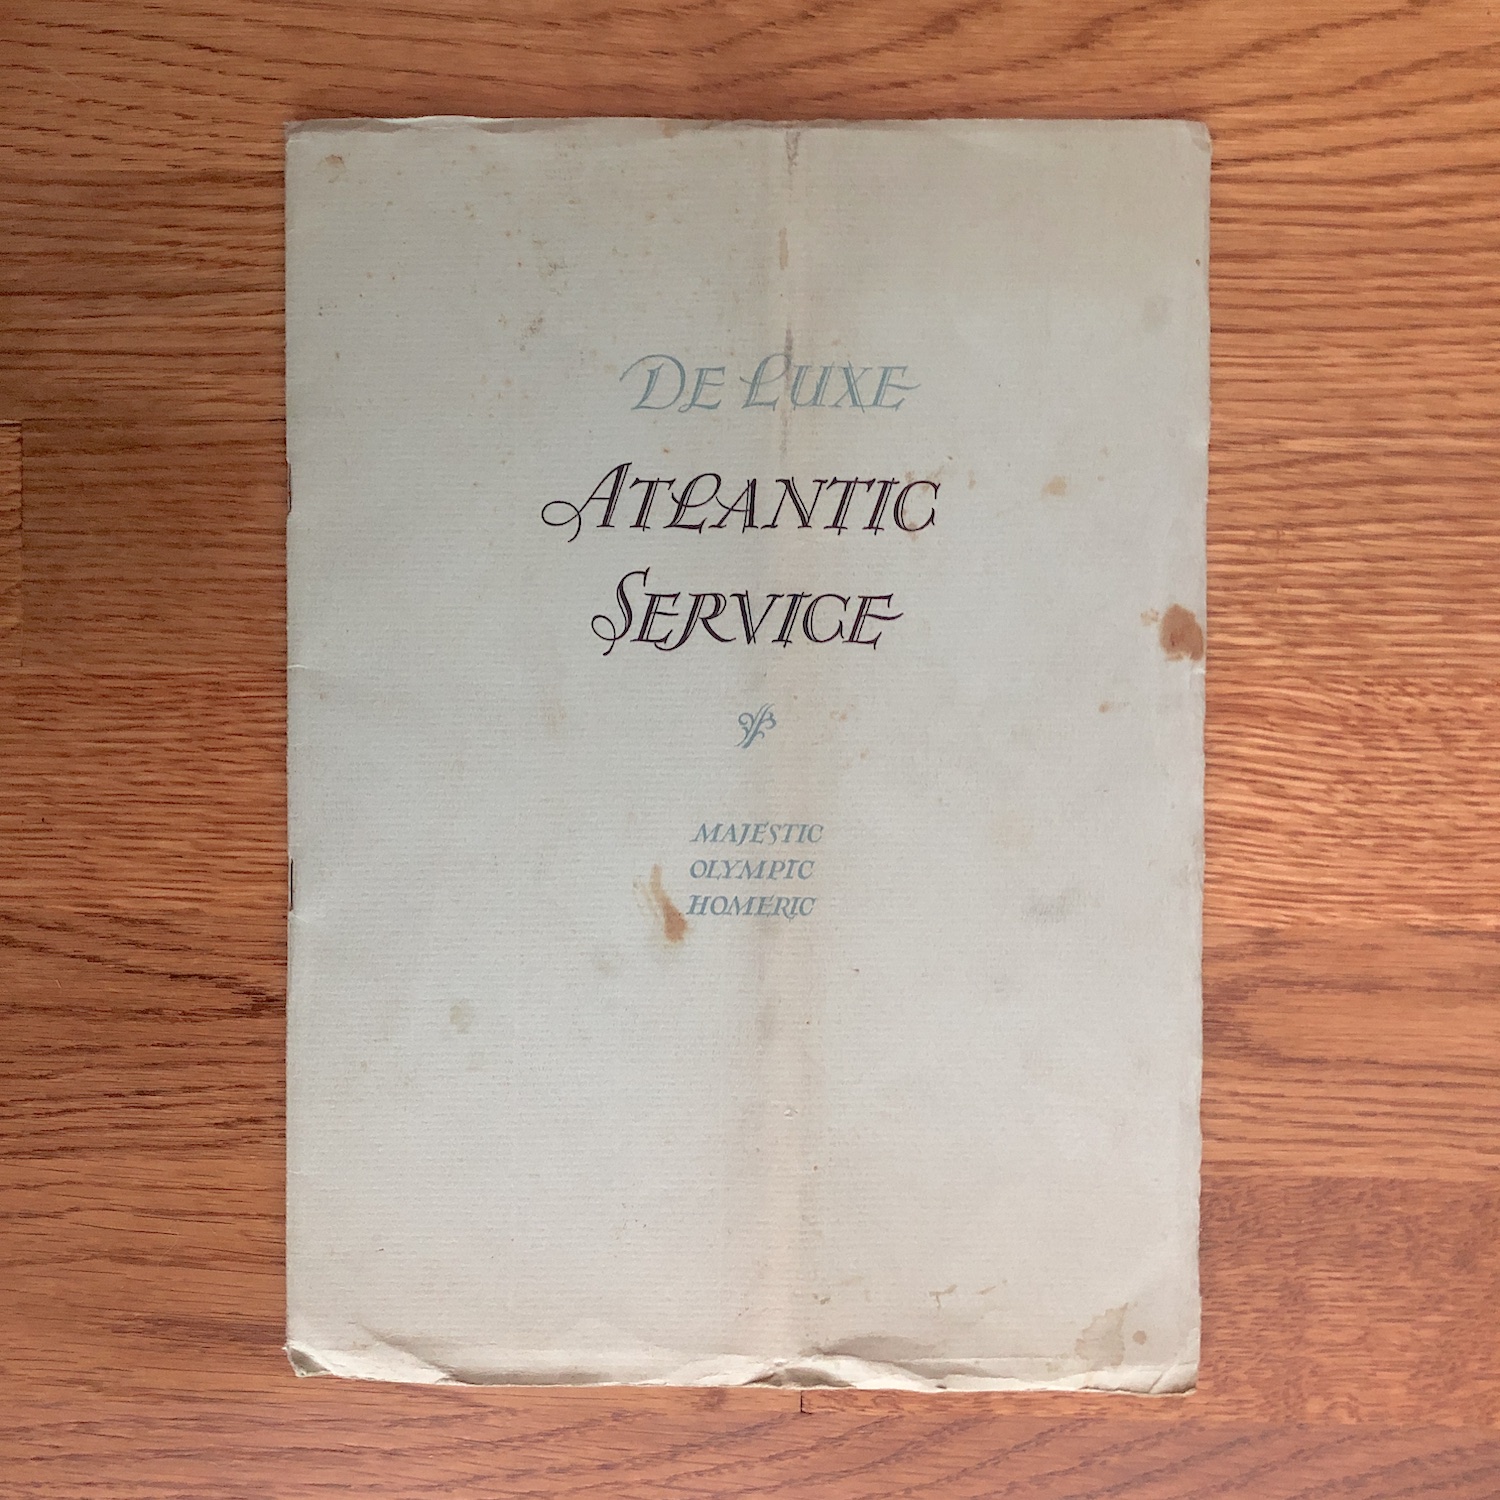 DE LUXE
ATLANTIC
SERVICE
MAJESTIC
OLYMPIC
HOMERIC